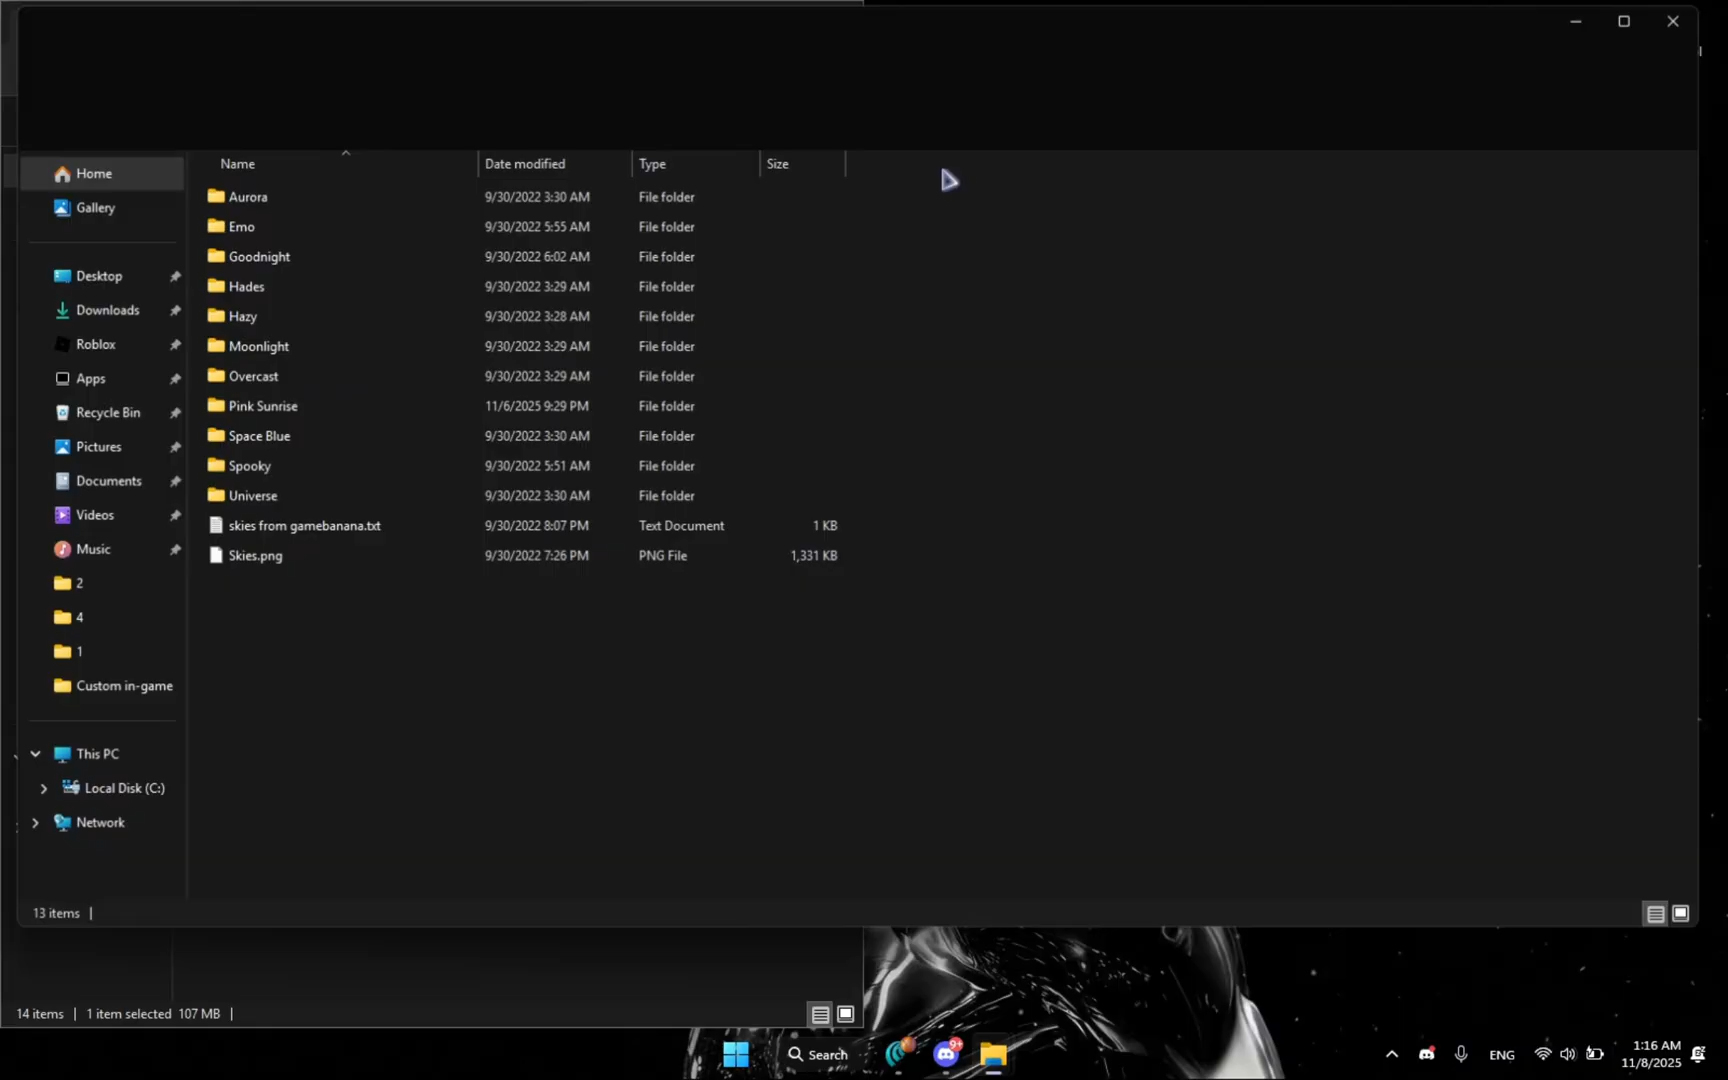 Name Date modified Type Size
Home
Gallery
Desktop
Downloads
Roblox
Apps
Recycle Bin
Pictures
Documents
Videos
Music
2
4
1
Custom in-game
This PC
Local Disk (C:)
Network
Aurora 9/30/2022 3:30 AM File folder
Emo 9/30/2022 5:55 AM File folder
Goodnight 9/30/2022 6:02 AM File folder
Hades 9/30/2022 3:29 AM File folder
Hazy 9/30/2022 3:28 AM File folder
Moonlight 9/30/2022 3:29 AM File folder
Overcast 9/30/2022 3:29 AM File folder
Pink Sunrise 11/6/2025 9:29 PM File folder
Space Blue 9/30/2022 3:30 AM File folder
Spooky 9/30/2022 5:51 AM File folder
Universe 9/30/2022 3:30 AM File folder
skies from gamebanana.txt 9/30/2022 8:07 PM Text Document 1 KB
Skies.png 9/30/2022 7:26 PM PNG File 1,331 KB
13 items
14 items 1 item selected 107 MB
Search
9+
ENG
1:16 AM
11/8/2025